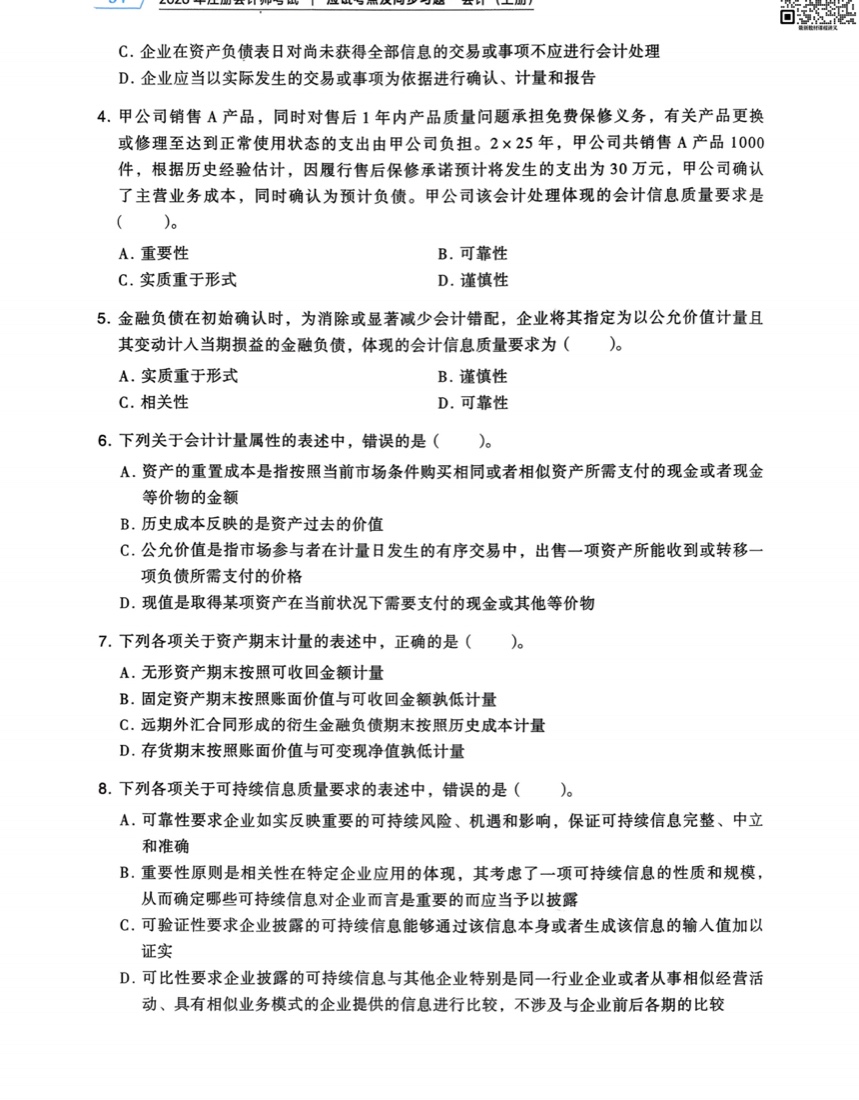 2026 年注册会计师考试 | 应试考点及同步习题 会计（上册）
C. 企业在资产负债表日对尚未获得全部信息的交易或事项不应进行会计处理
D. 企业应当以实际发生的交易或事项为依据进行确认、计量和报告
4. 甲公司销售 A 产品，同时对售后 1 年内产品质量问题承担免费保修义务，有关产品更换
或修理至达到正常使用状态的支出由甲公司负担。2×25 年，甲公司共销售 A 产品 1000
件，根据历史经验估计，因履行售后保修承诺预计将发生的支出为 30 万元，甲公司确认
了主营业务成本，同时确认为预计负债。甲公司该会计处理体现的会计信息质量要求是
（　　）。
A. 重要性 B. 可靠性
C. 实质重于形式 D. 谨慎性
5. 金融负债在初始确认时，为消除或显著减少会计错配，企业将其指定为以公允价值计量且
其变动计入当期损益的金融负债，体现的会计信息质量要求为（　　）。
A. 实质重于形式 B. 谨慎性
C. 相关性 D. 可靠性
6. 下列关于会计计量属性的表述中，错误的是（　　）。
A. 资产的重置成本是指按照当前市场条件购买相同或者相似资产所需支付的现金或者现金
等价物的金额
B. 历史成本反映的是资产过去的价值
C. 公允价值是指市场参与者在计量日发生的有序交易中，出售一项资产所能收到或转移一
项负债所需支付的价格
D. 现值是取得某项资产在当前状况下需要支付的现金或其他等价物
7. 下列各项关于资产期末计量的表述中，正确的是（　　）。
A. 无形资产期末按照可收回金额计量
B. 固定资产期末按照账面价值与可收回金额孰低计量
C. 远期外汇合同形成的衍生金融负债期末按照历史成本计量
D. 存货期末按照账面价值与可变现净值孰低计量
8. 下列各项关于可持续信息质量要求的表述中，错误的是（　　）。
A. 可靠性要求企业如实反映重要的可持续风险、机遇和影响，保证可持续信息完整、中立
和准确
B. 重要性原则是相关性在特定企业应用的体现，其考虑了一项可持续信息的性质和规模，
从而确定哪些可持续信息对企业而言是重要的而应当予以披露
C. 可验证性要求企业披露的可持续信息能够通过该信息本身或者生成该信息的输入值加以
证实
D. 可比性要求企业披露的可持续信息与其他企业特别是同一行业企业或者从事相似经营活
动、具有相似业务模式的企业提供的信息进行比较，不涉及与企业前后各期的比较